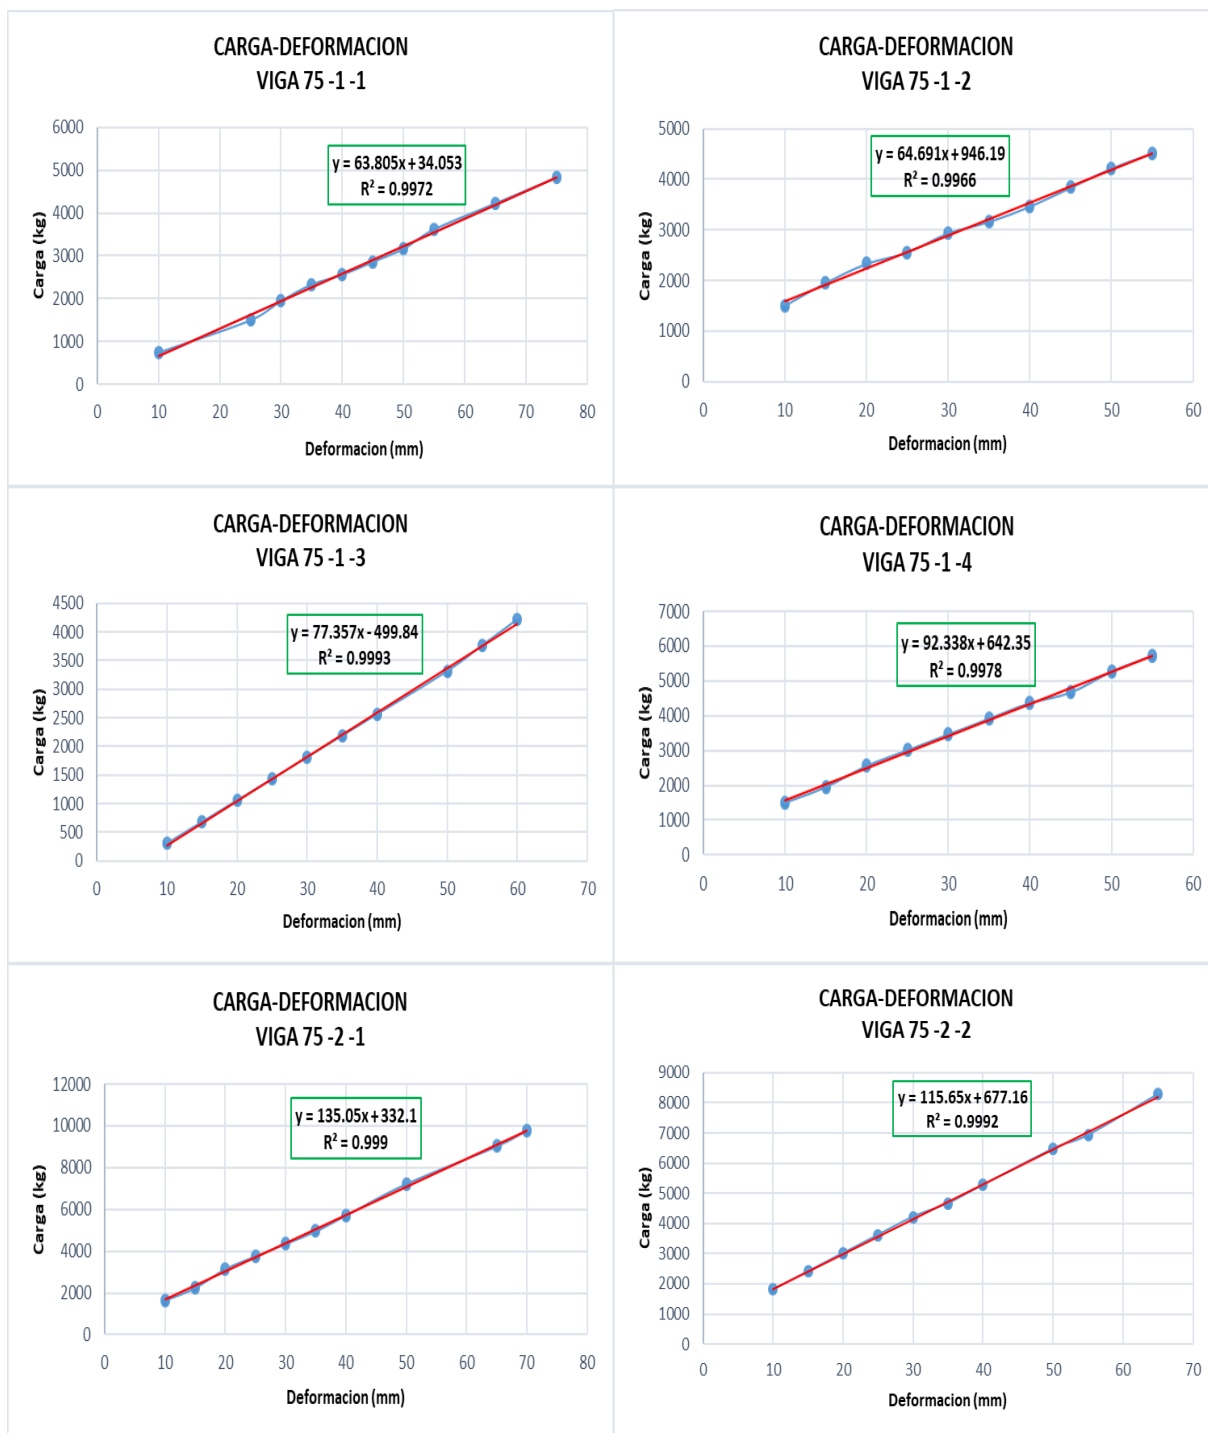 CARGA-DEFORMACION
VIGA 75 -1 -1
6000
5000
4000
3000
2000
1000
0
y = 63.805x + 34.053
R² = 0.9972
Carga (kg)
0 10 20 30 40 50 60 70 80
Deformacion (mm)
CARGA-DEFORMACION
VIGA 75 -1 -2
5000
4000
3000
2000
1000
0
y = 64.691x + 946.19
R² = 0.9966
Carga (kg)
0 10 20 30 40 50 60
Deformacion (mm)
CARGA-DEFORMACION
VIGA 75 -1 -3
4500
4000
3500
3000
2500
2000
1500
1000
500
0
y = 77.357x - 499.84
R² = 0.9993
Carga (kg)
0 10 20 30 40 50 60 70
Deformacion (mm)
CARGA-DEFORMACION
VIGA 75 -1 -4
7000
6000
5000
4000
3000
2000
1000
0
y = 92.338x + 642.35
R² = 0.9978
Carga (kg)
0 10 20 30 40 50 60
Deformacion (mm)
CARGA-DEFORMACION
VIGA 75 -2 -1
12000
10000
8000
6000
4000
2000
0
y = 135.05x + 332.1
R² = 0.999
Carga (kg)
0 10 20 30 40 50 60 70 80
Deformacion (mm)
CARGA-DEFORMACION
VIGA 75 -2 -2
9000
8000
7000
6000
5000
4000
3000
2000
1000
0
y = 115.65x + 677.16
R² = 0.9992
Carga (kg)
0 10 20 30 40 50 60 70
Deformacion (mm)